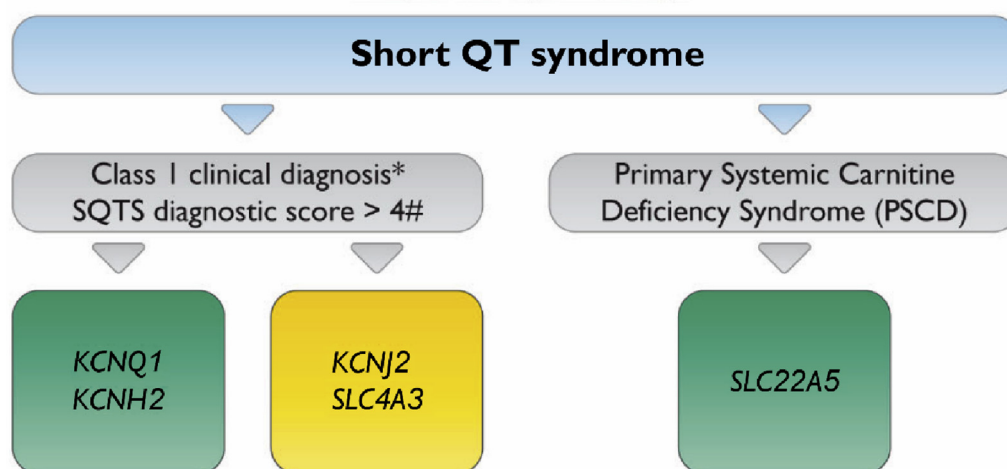 Short QT syndrome
Class 1 clinical diagnosis*
SQTS diagnostic score > 4#
Primary Systemic Carnitine
Deficiency Syndrome (PSCD)
KCNQ1
KCNH2
KCNJ2
SLC4A3
SLC22A5